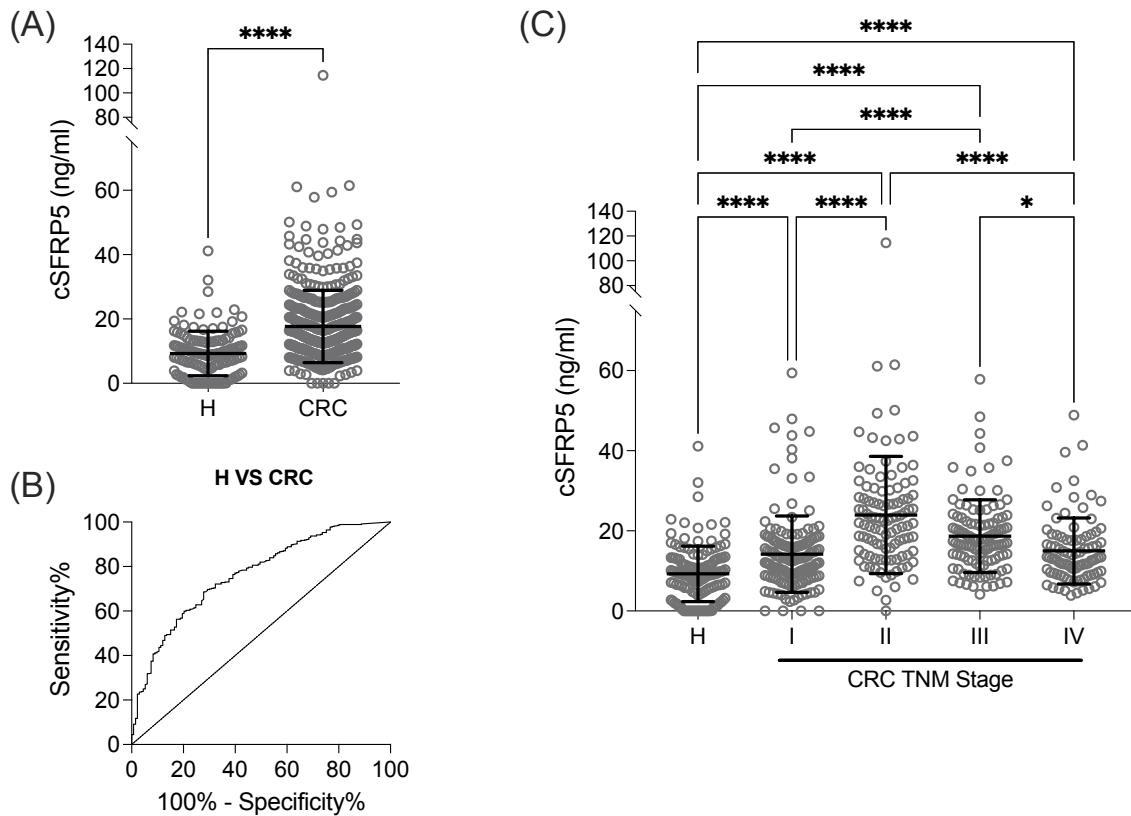 (A)
****
140
120
100
80
60
40
20
0
cSFRP5 (ng/ml)
H
CRC
(B)
H VS CRC
100
80
60
40
20
0
Sensitivity%
0
20
40
60
80
100
100% - Specificity%
(C)
****
****
****
****
****
****
****
*
140
120
100
80
60
40
20
0
cSFRP5 (ng/ml)
H
I
II
III
IV
CRC TNM Stage